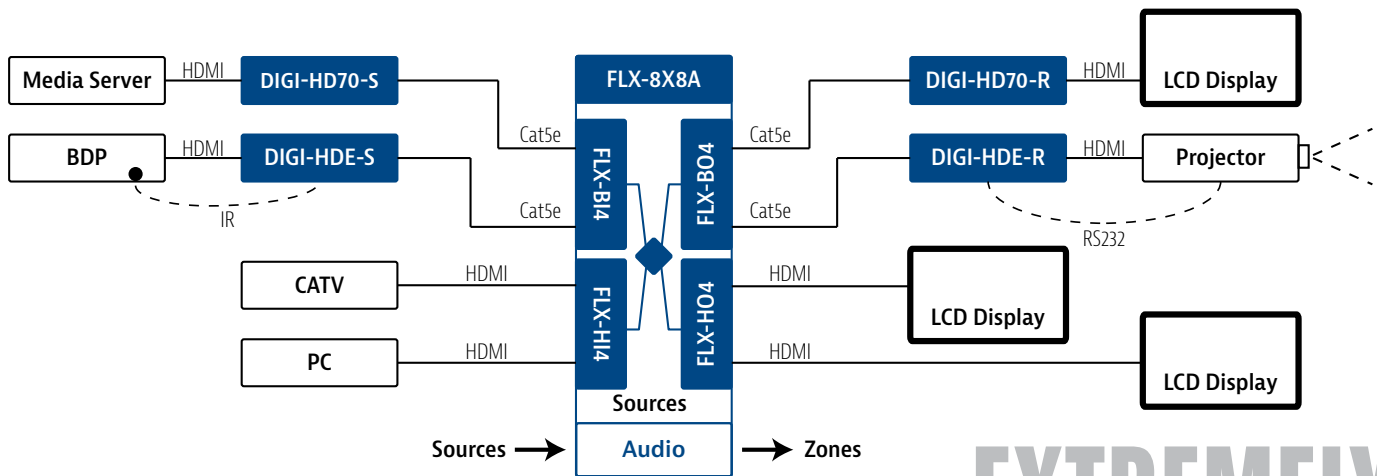 Media Server
HDMI
DIGI-HD70-S
FLX-8X8A
DIGI-HD70-R
HDMI
LCD Display
Cat5e
Cat5e
BDP
HDMI
DIGI-HDE-S
FLX-BI4
FLX-BO4
DIGI-HDE-R
HDMI
Projector
IR
Cat5e
Cat5e
RS232
CATV
HDMI
FLX-HI4
FLX-HO4
HDMI
LCD Display
PC
HDMI
HDMI
LCD Display
Sources
Sources
Audio
Zones
EXTREMELY